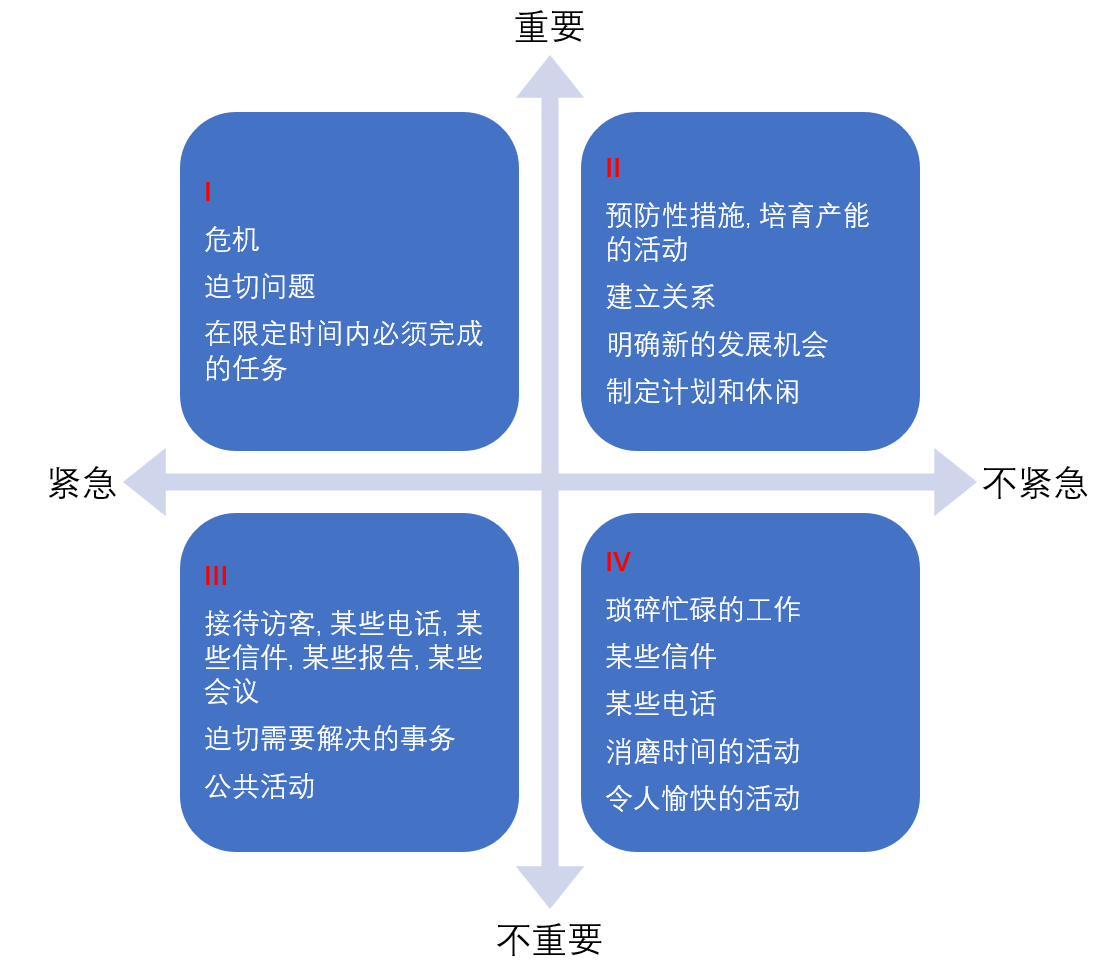 重要
I
危机
迫切问题
在限定时间内必须完成
的任务
II
预防性措施, 培育产能
的活动
建立关系
明确新的发展机会
制定计划和休闲
紧急
不紧急
III
接待访客, 某些电话, 某
些信件, 某些报告, 某些
会议
迫切需要解决的事务
公共活动
IV
琐碎忙碌的工作
某些信件
某些电话
消磨时间的活动
令人愉快的活动
不重要